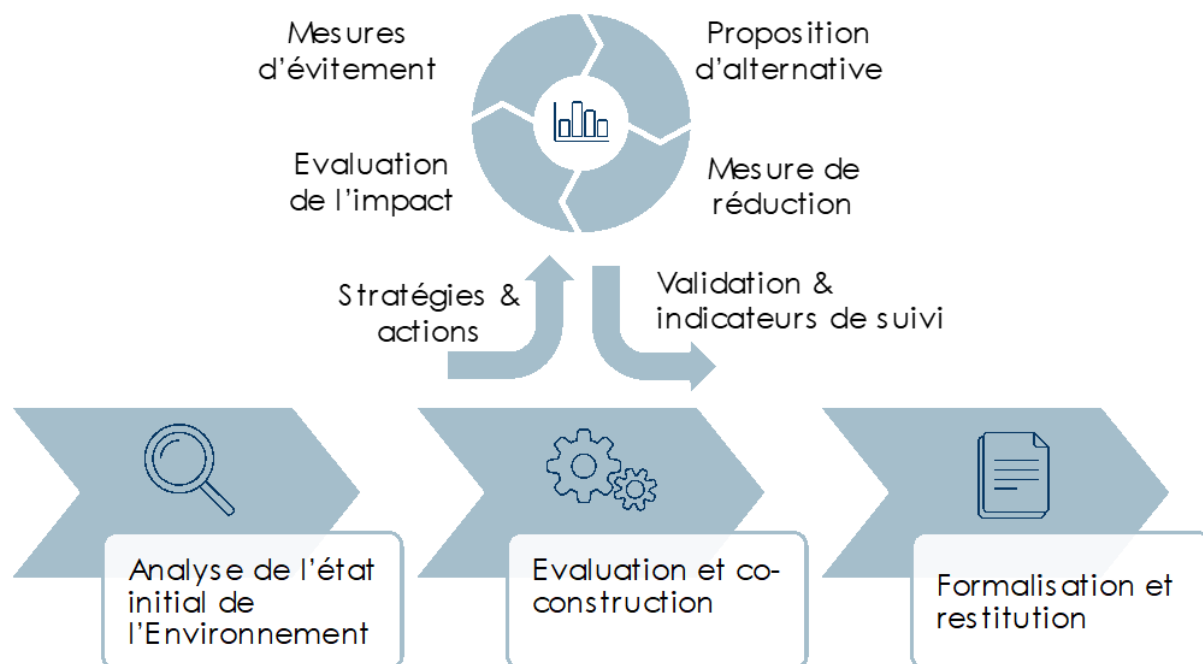 Mesures
d'évitement
Proposition
d'alternative
Evaluation
de l'impact
Mesure de
réduction
Stratégies &
actions
Validation &
indicateurs de suivi
Analyse de l'état
initial de
l'Environnement
Evaluation et co-
construction
Formalisation et
restitution